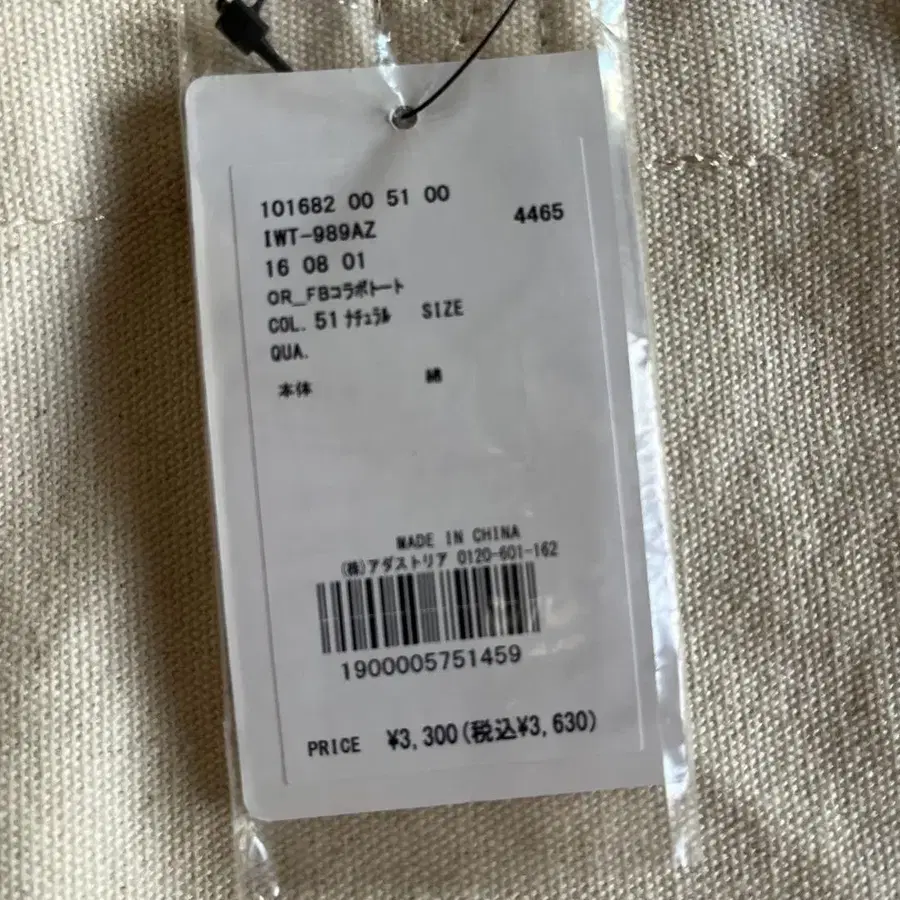 101682 00 51 00
4465
IWT-989AZ
16 08 01
OR_FBコラボトート
COL. 51 ナチュラル SIZE
QUA.
本体 綿
MADE IN CHINA
(株)アダストリア 0120-601-162
1900005751459
PRICE ¥3,300(税込¥3,630)